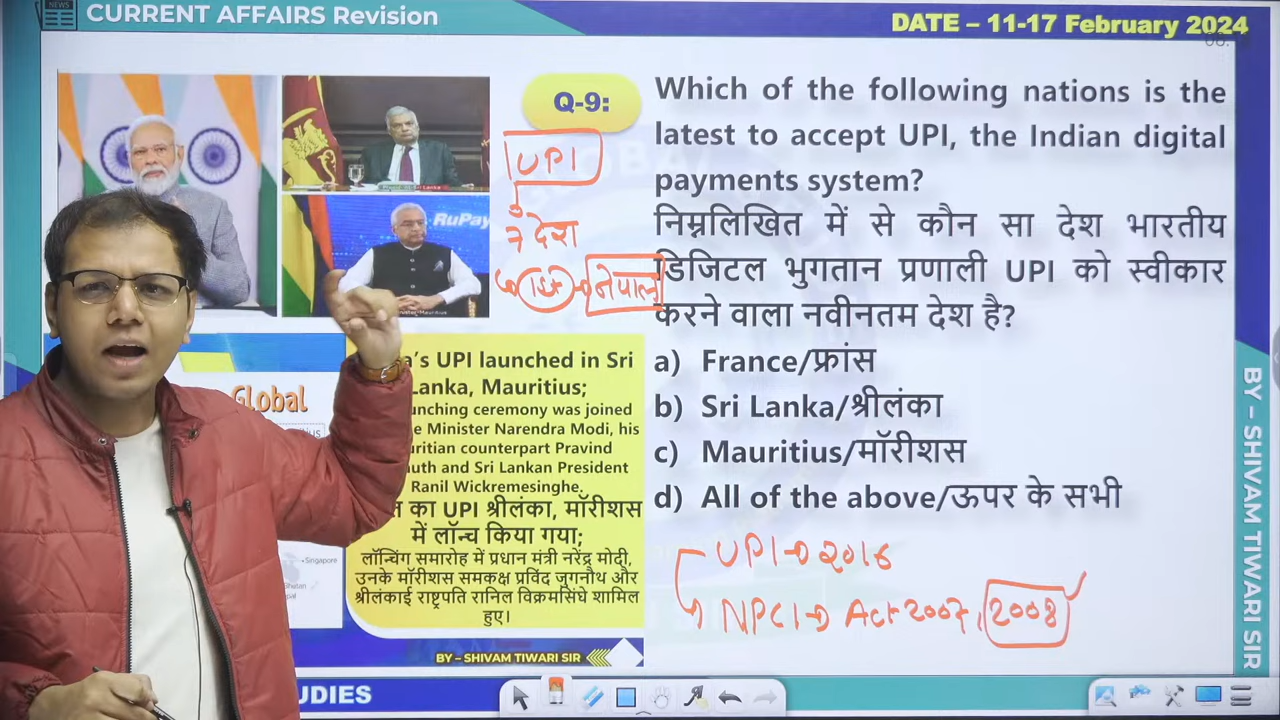 NEWS
CURRENT AFFAIRS Revision
DATE – 11-17 February 2024
Q-9:
Which of the following nations is the
latest to accept UPI, the Indian digital
payments system?
निम्नलिखित में से कौन सा देश भारतीय
डिजिटल भुगतान प्रणाली UPI को स्वीकार
करने वाला नवीनतम देश है?
a) France/फ्रांस
b) Sri Lanka/श्रीलंका
c) Mauritius/मॉरीशस
d) All of the above/ऊपर के सभी
UPI
7 देश
नेपाल
RuPay
UPI → 2016
NPCI → Act 2007, 2008
's UPI launched in Sri
Lanka, Mauritius;
unching ceremony was joined
Minister Narendra Modi, his
uritian counterpart Pravind
uth and Sri Lankan President
Ranil Wickremesinghe.
का UPI श्रीलंका, मॉरीशस
में लॉन्च किया गया;
लॉन्चिंग समारोह में प्रधान मंत्री नरेंद्र मोदी,
उनके मॉरीशस समकक्ष प्रविंद जुगनौथ और
श्रीलंकाई राष्ट्रपति रानिल विक्रमसिंघे शामिल
हुए।
Global
Singapore
BY – SHIVAM TIWARI SIR
BY – SHIVAM TIWARI SIR
UDIES